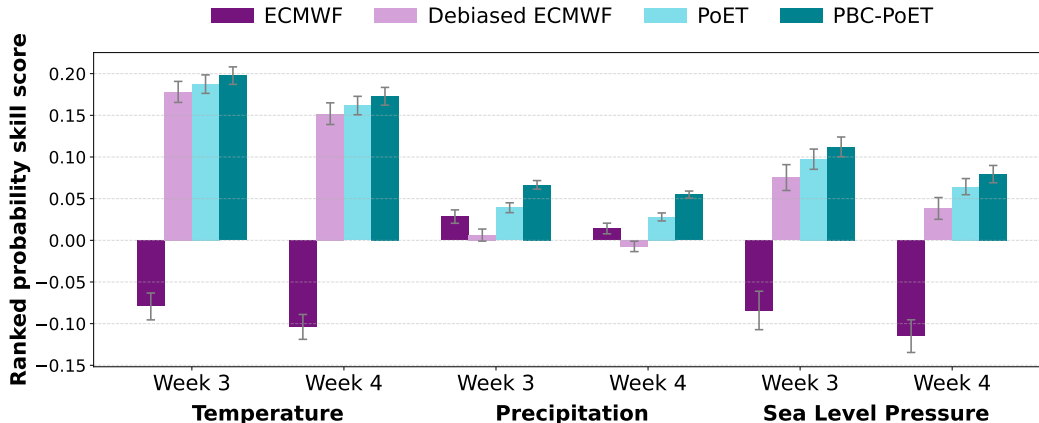 ECMWF Debiased ECMWF PoET PBC-PoET
Ranked probability skill score
0.20
0.15
0.10
0.05
0.00
−0.05
−0.10
−0.15
Week 3 Week 4 Week 3 Week 4 Week 3 Week 4
Temperature Precipitation Sea Level Pressure